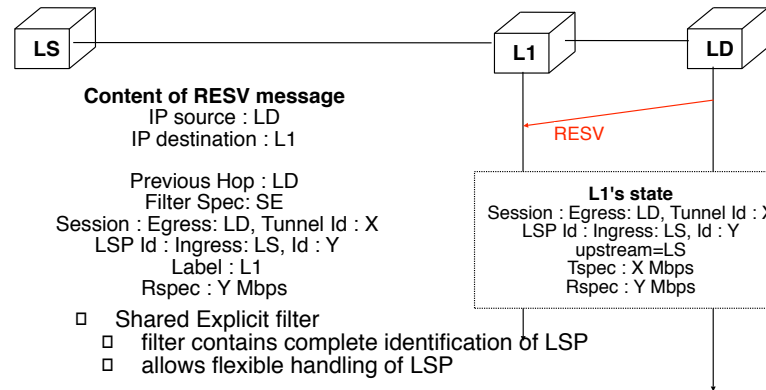 LS
L1
LD
Content of RESV message
IP source : LD
IP destination : L1
RESV
Previous Hop : LD
Filter Spec: SE
Session : Egress: LD, Tunnel Id : X
LSP Id : Ingress: LS, Id : Y
Label : L1
Rspec : Y Mbps
L1's state
Session : Egress: LD, Tunnel Id : X
LSP Id : Ingress: LS, Id : Y
upstream=LS
Tspec : X Mbps
Rspec : Y Mbps
Shared Explicit filter
filter contains complete identification of LSP
allows flexible handling of LSP